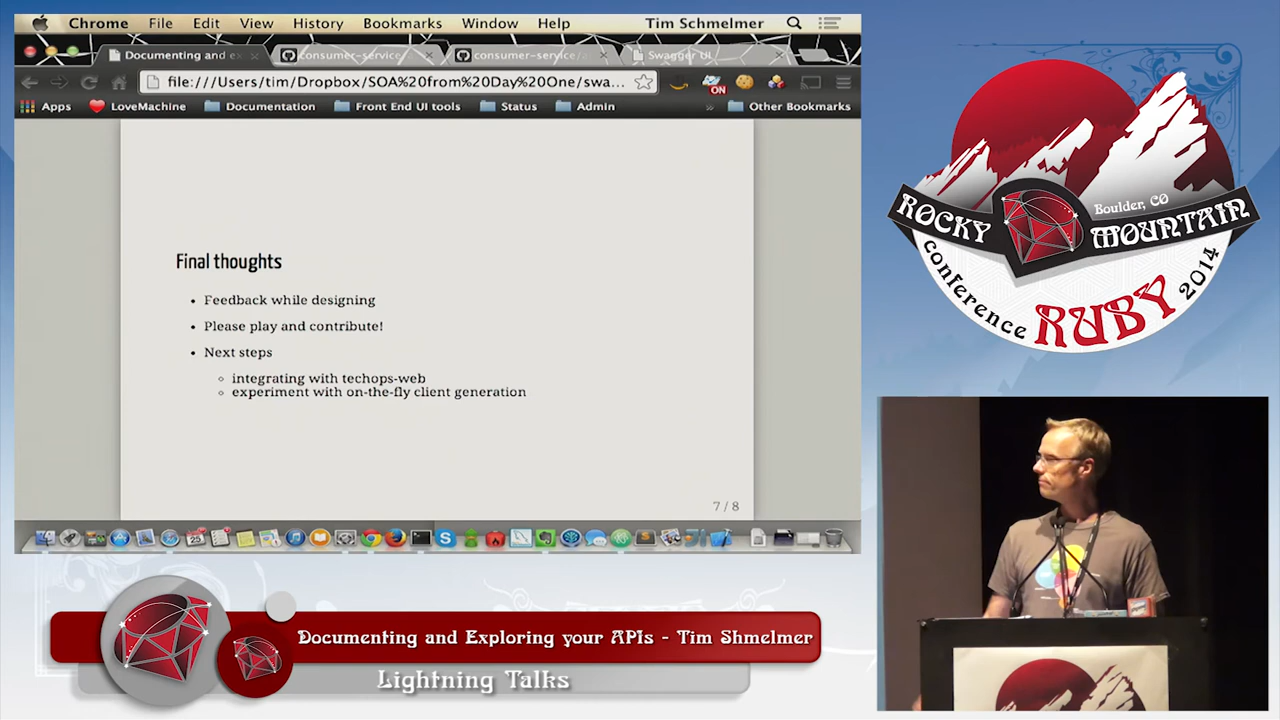 Chrome File Edit View History Bookmarks Window Help Tim Schmelmer
Documenting and ex
consumer-service
consumer-service/
Swagger UI
file:///Users/tim/Dropbox/SOA%20from%20Day%20One/swa...
ON
Apps LoveMachine Documentation Front End UI tools Status Admin » Other Bookmarks
Final thoughts
• Feedback while designing
• Please play and contribute!
• Next steps
◦ integrating with techops-web
◦ experiment with on-the-fly client generation
7 / 8
ROCKY MOUNTAIN
Boulder, CO
conference RUBY 2014
Documenting and Exploring your APIs - Tim Shmelmer
Lightning Talks